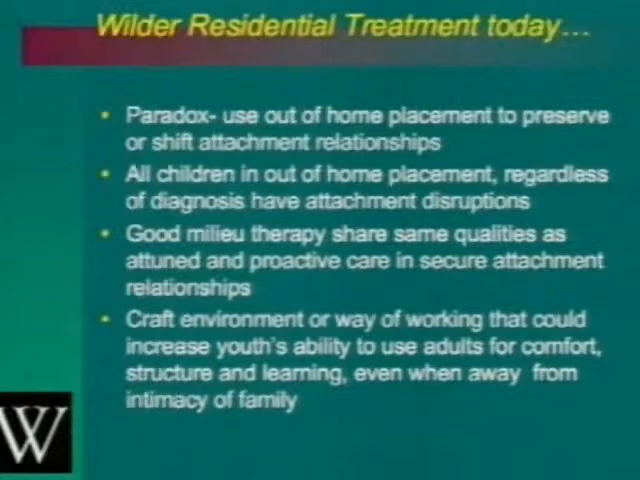 Wilder Residential Treatment today…
• Paradox- use out of home placement to preserve
or shift attachment relationships
• All children in out of home placement, regardless
of diagnosis have attachment disruptions
• Good milieu therapy share same qualities as
attuned and proactive care in secure attachment
relationships
• Craft environment or way of working that could
increase youth's ability to use adults for comfort,
structure and learning, even when away from
intimacy of family
W